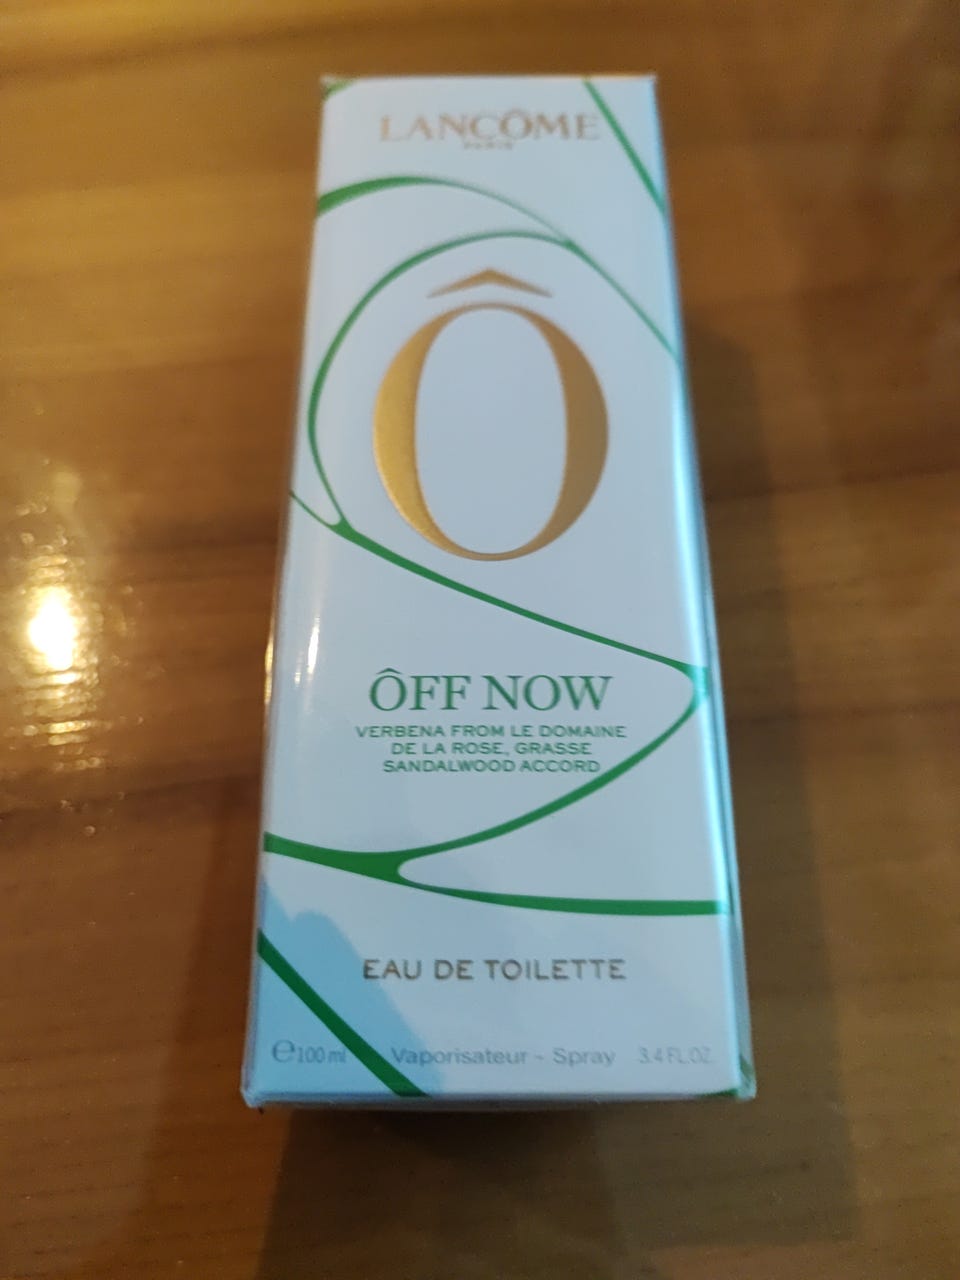 LANCÔME
PARIS
Ô
ÔFF NOW
VERBENA FROM LE DOMAINE
DE LA ROSE, GRASSE
SANDALWOOD ACCORD
EAU DE TOILETTE
℮100 ml Vaporisateur - Spray 3.4 FL.OZ.